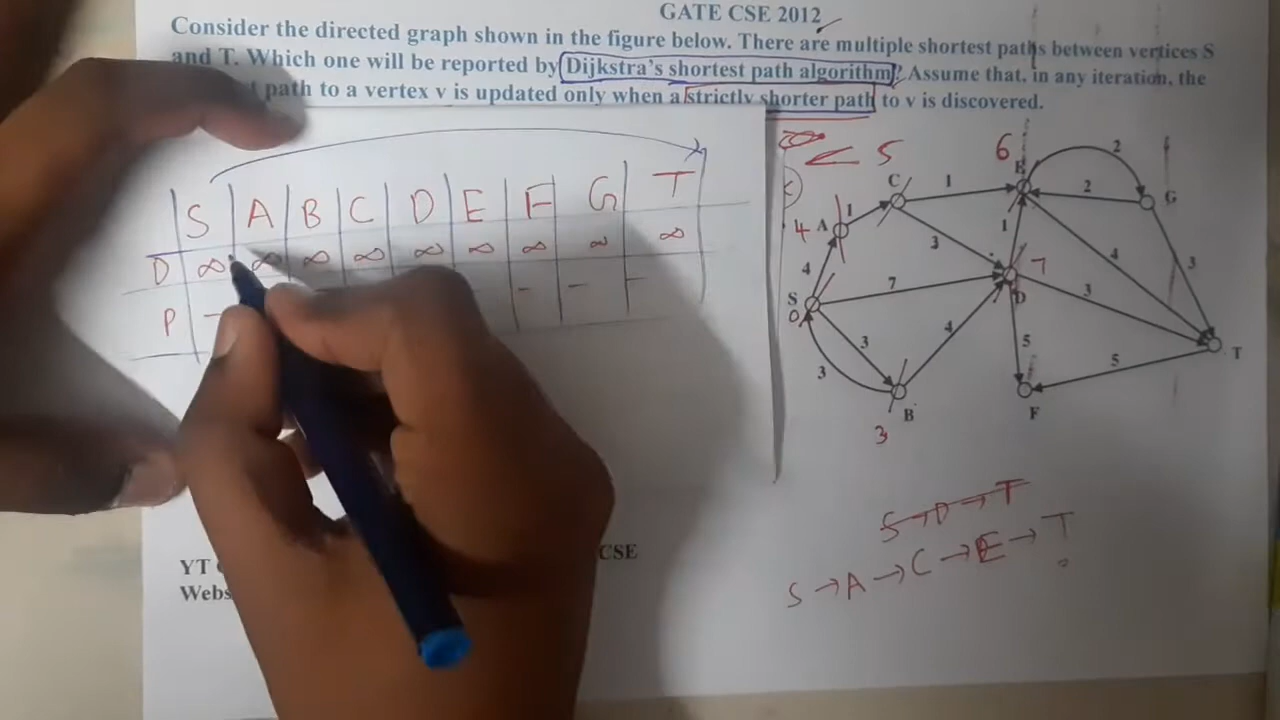 GATE CSE 2012
Consider the directed graph shown in the figure below. There are multiple shortest paths between vertices S
and T. Which one will be reported by Dijkstra's shortest path algorithm? Assume that, in any iteration, the
path to a vertex v is updated only when a strictly shorter path to v is discovered.
S A B C D E F G T
D ∞ ∞ ∞ ∞ ∞ ∞ ∞ ∞ ∞
P - - - -
< 5
6
C 1 E 2 G
2
4 A 1
3 1 4 3
4
S 7 D 7
0
3 4 3
3 5 5 T
B F
3
S→D→T
S→A→C→E→T
YT CSE
Webs